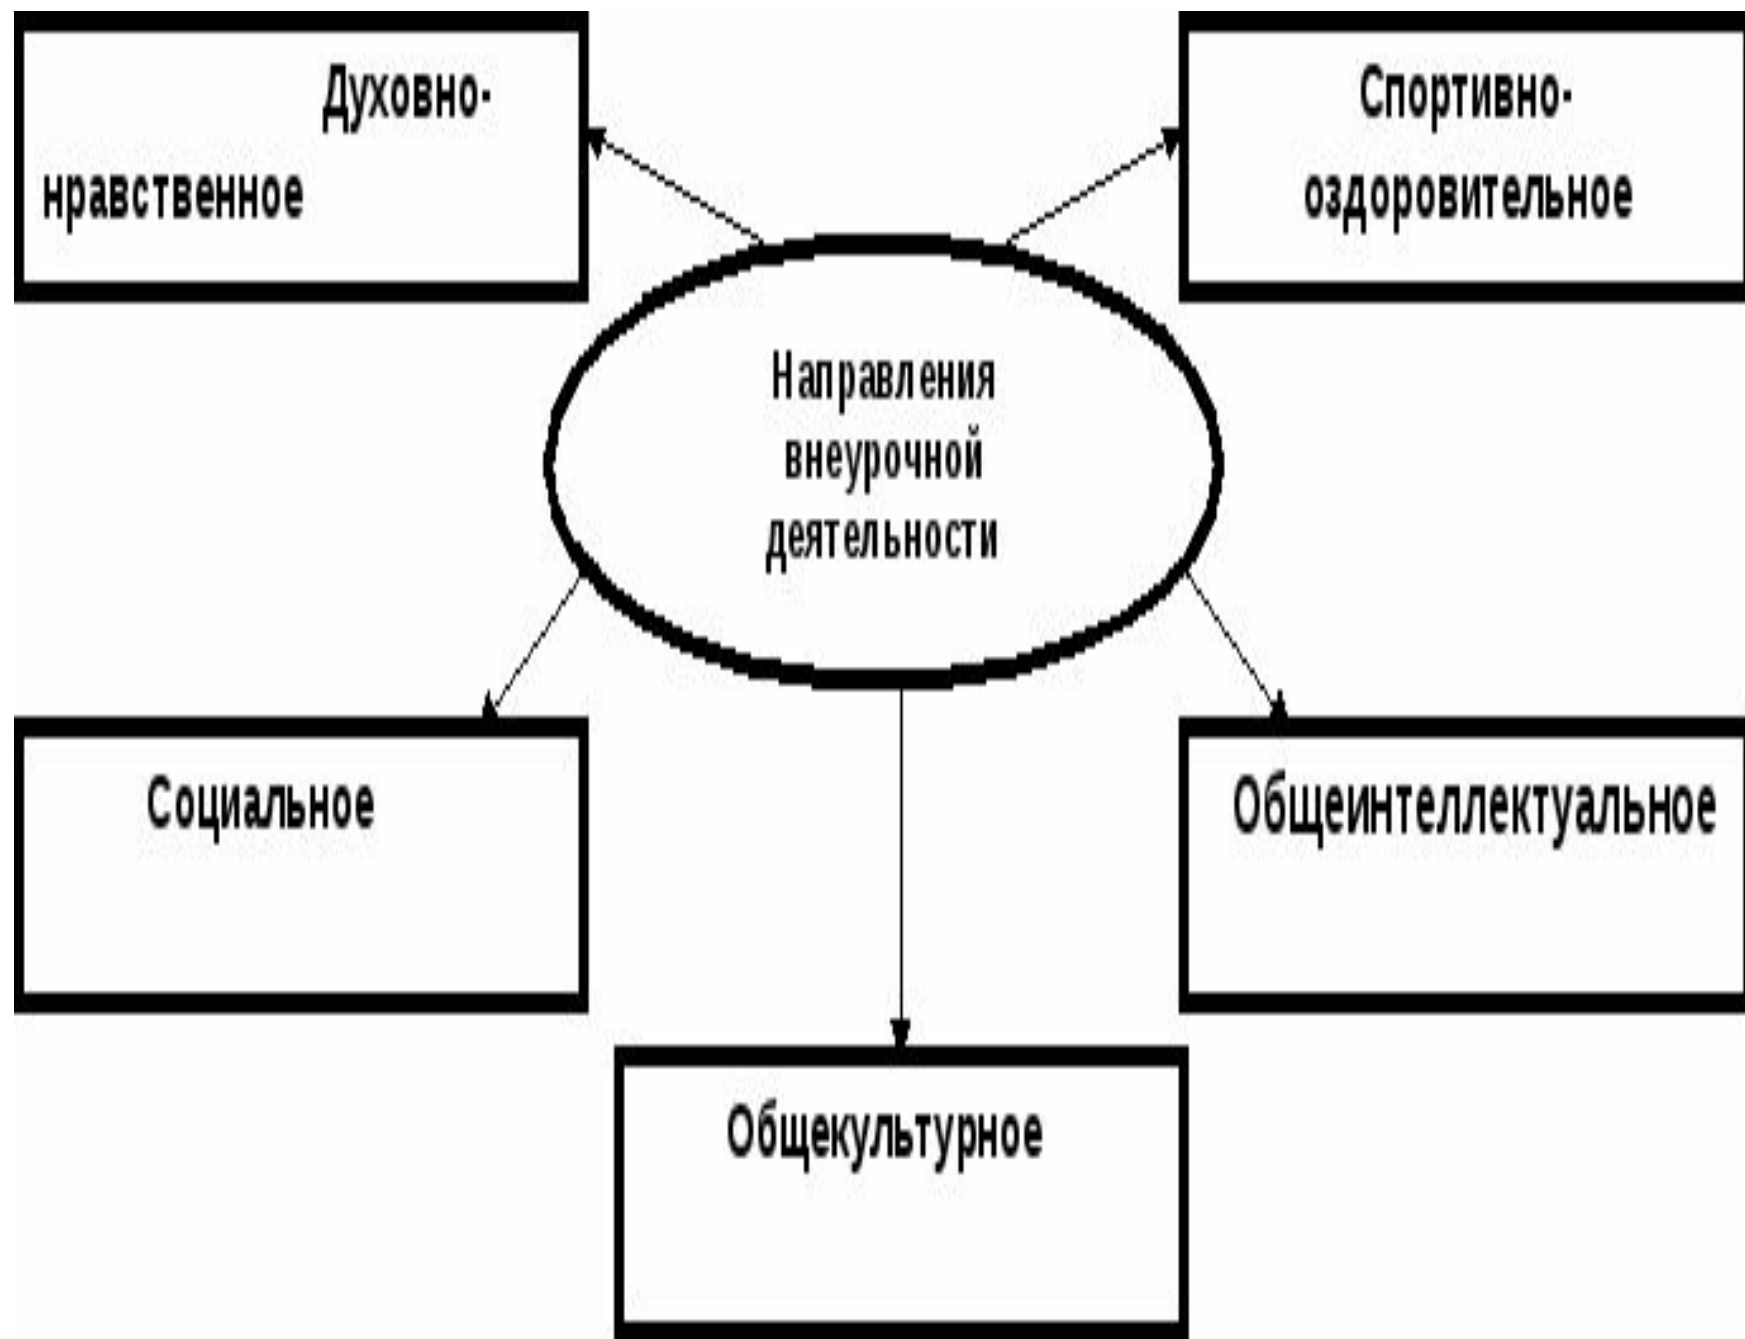 Духовно-
нравственное
Спортивно-
оздоровительное
Направления
внеурочной
деятельности
Социальное
Общеинтеллектуальное
Общекультурное